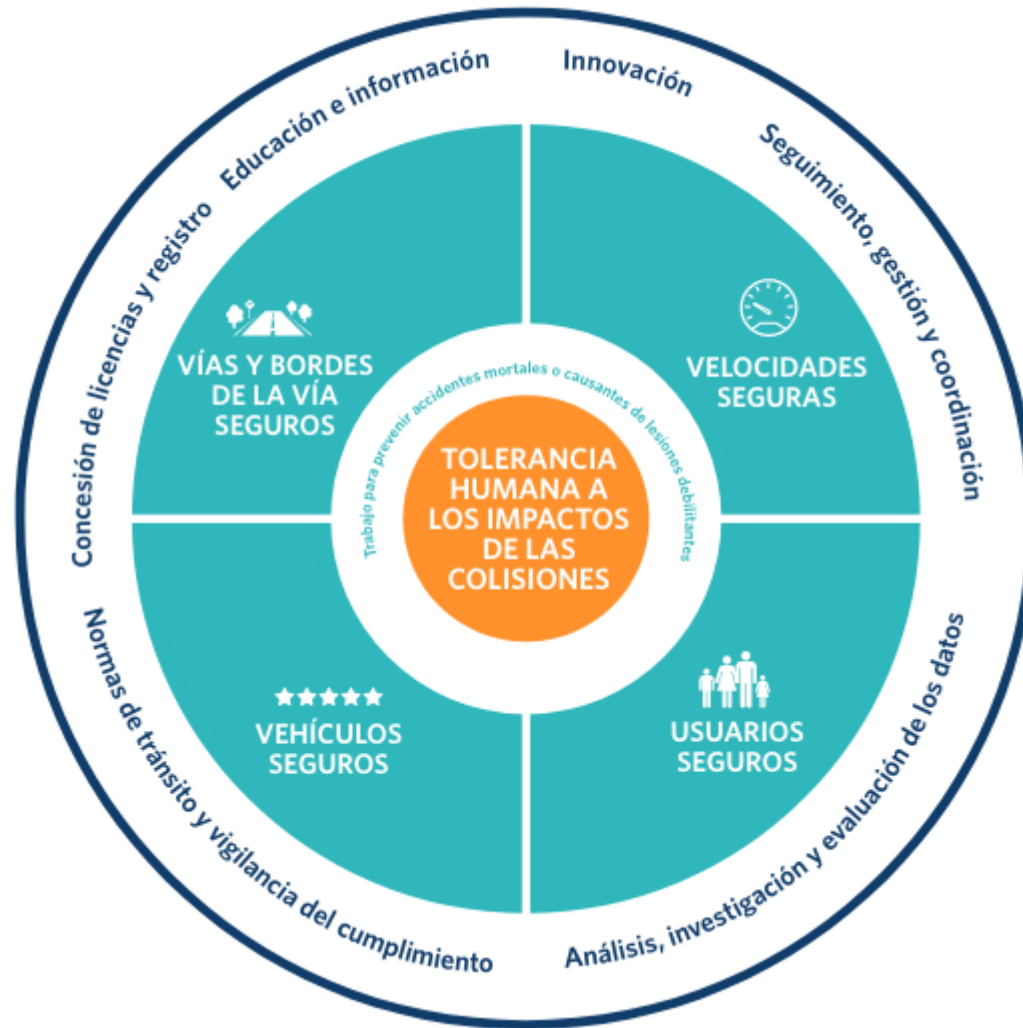 Educación e información
Innovación
Seguimiento, gestión y coordinación
Concesión de licencias y registro
VÍAS Y BORDES
DE LA VÍA
SEGUROS
VELOCIDADES
SEGURAS
Trabajo para prevenir accidentes mortales o causantes de lesiones debilitantes
TOLERANCIA
HUMANA A
LOS IMPACTOS
DE LAS
COLISIONES
VEHÍCULOS
SEGUROS
USUARIOS
SEGUROS
Normas de tránsito y vigilancia del cumplimiento
Análisis, investigación y evaluación de los datos